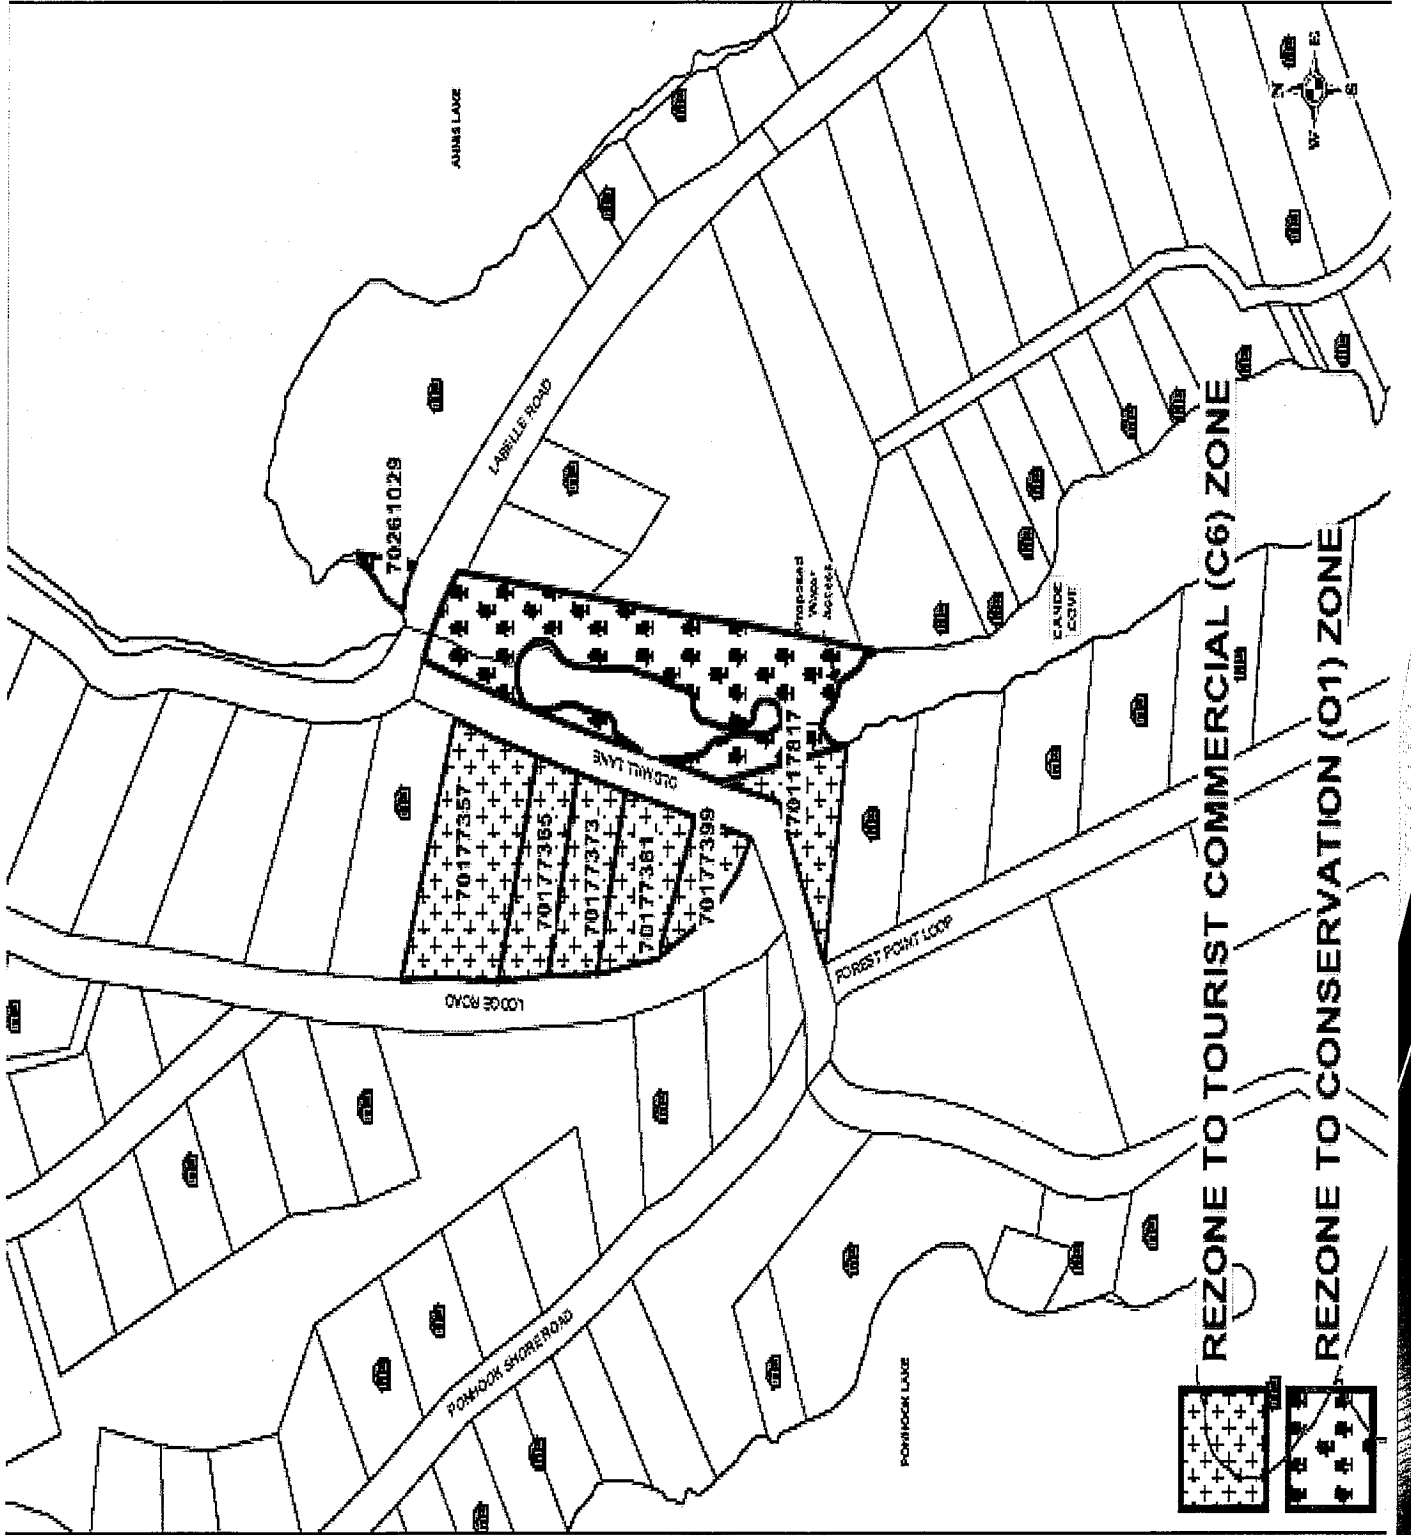 ANNIS LAKE
N
E
S
W
LABELLE ROAD
70261029
Proposed
Water
Access
CANOE
COVE
OLD MILL LANE
70117817
70177357
70177365
70177373
70177381
70177399
LODGE ROAD
FOREST POINT LOOP
PONHOOK SHORE ROAD
PONHOOK LAKE
REZONE TO TOURIST COMMERCIAL (C6) ZONE
REZONE TO CONSERVATION (O1) ZONE